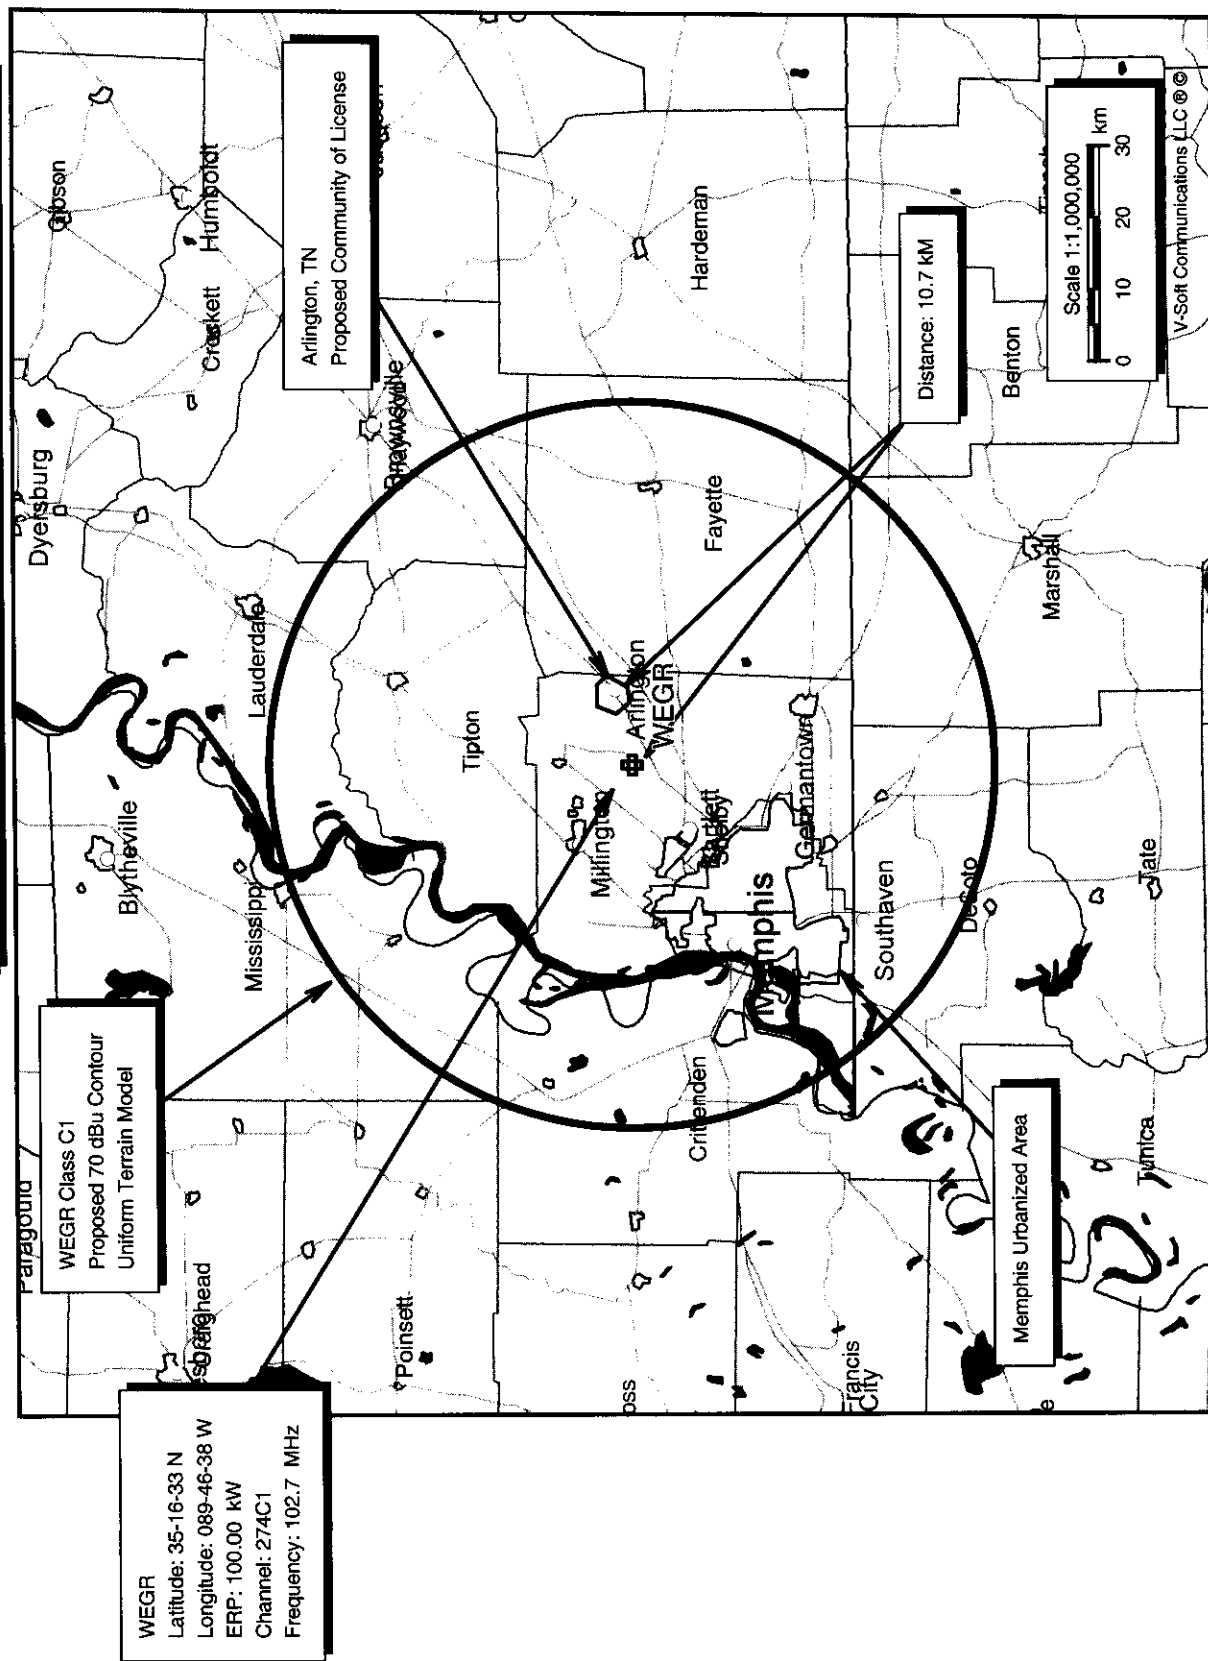 WEGR
Latitude: 35-16-33 N
Longitude: 089-46-38 W
ERP: 100.00 kW
Channel: 274C1
Frequency: 102.7 MHz
WEGR Class C1
Proposed 70 dBu Contour
Uniform Terrain Model
Arlington, TN
Proposed Community of License
Distance: 10.7 kM
Memphis Urbanized Area
Scale 1:1,000,000
0 10 20 30 km
V-Soft Communications LLC ® ©
Paragould
Blytheville
Dyersburg
Gibson
Craighead
Mississippi
Lauderdale
Crockett
Humboldt
Poinsett
Tipton
Brownsville
Millington
Arlington
WEGR
Fayette
Hardeman
Crittenden
Memphis
Bartlett
Shelby
Germantown
oss
Francis
City
Southaven
DeSoto
Marshall
Benton
Tunica
Tate
e